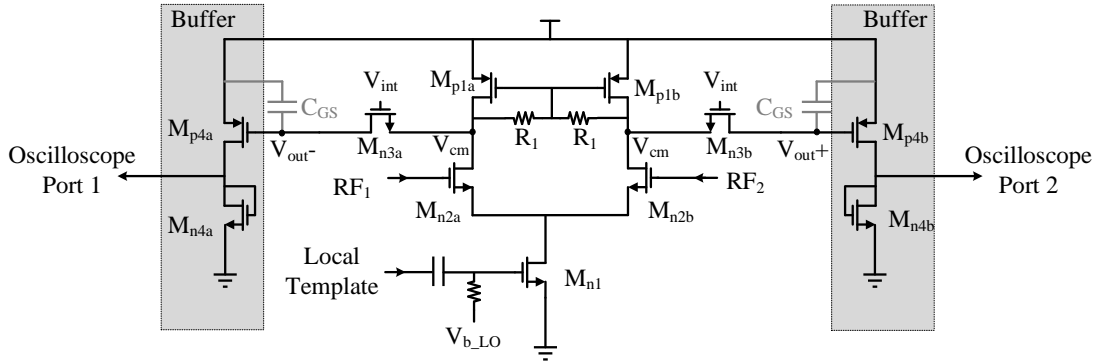 Buffer
Buffer
V_int
M_p1a
M_p1b
V_int
C_GS
C_GS
M_p4a
R_1
R_1
M_p4b
V_out-
M_n3a
V_cm
V_cm
M_n3b
V_out+
Oscilloscope
Port 1
Oscilloscope
Port 2
RF_1
RF_2
M_n2a
M_n2b
M_n4a
M_n4b
Local
Template
M_n1
V_b_LO